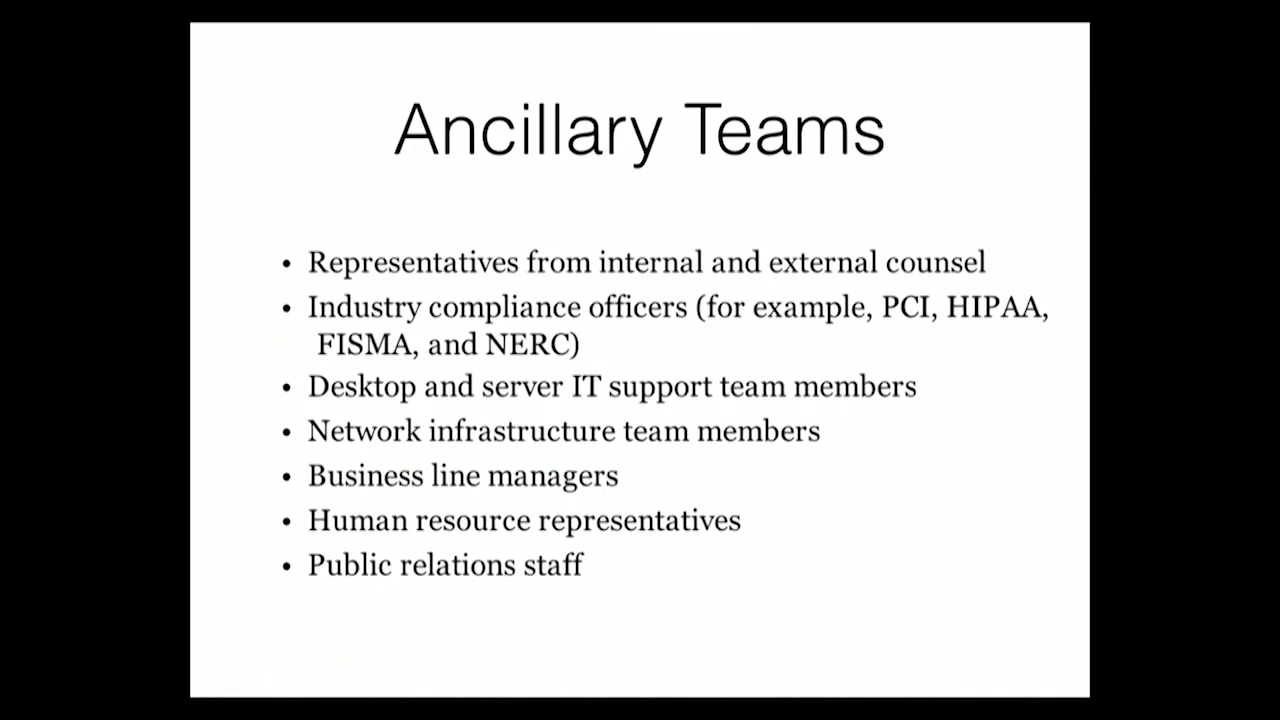 Ancillary Teams
• Representatives from internal and external counsel
• Industry compliance officers (for example, PCI, HIPAA,
FISMA, and NERC)
• Desktop and server IT support team members
• Network infrastructure team members
• Business line managers
• Human resource representatives
• Public relations staff